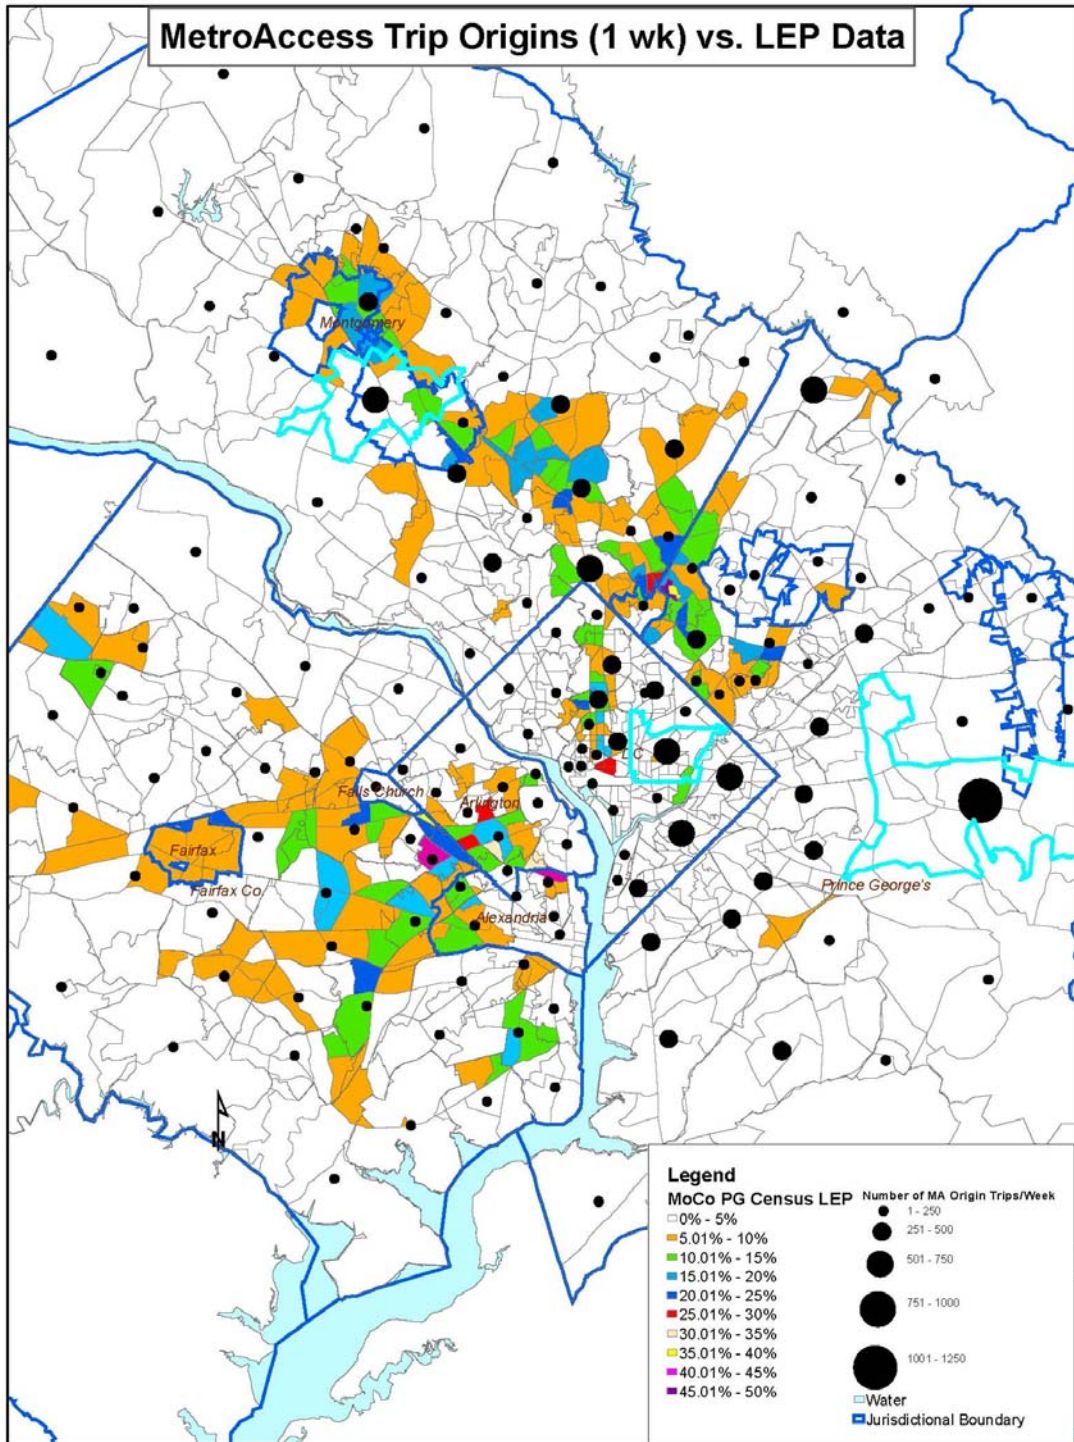 MetroAccess Trip Origins (1 wk) vs. LEP Data
Montgomery
DC
Falls Church
Arlington
Fairfax
Fairfax Co
Prince George's
Alexandria
N
Legend
MoCo PG Census LEP
0% - 5%
5.01% - 10%
10.01% - 15%
15.01% - 20%
20.01% - 25%
25.01% - 30%
30.01% - 35%
35.01% - 40%
40.01% - 45%
45.01% - 50%
Number of MA Origin Trips/Week
1 - 250
251 - 500
501 - 750
751 - 1000
1001 - 1250
Water
Jurisdictional Boundary